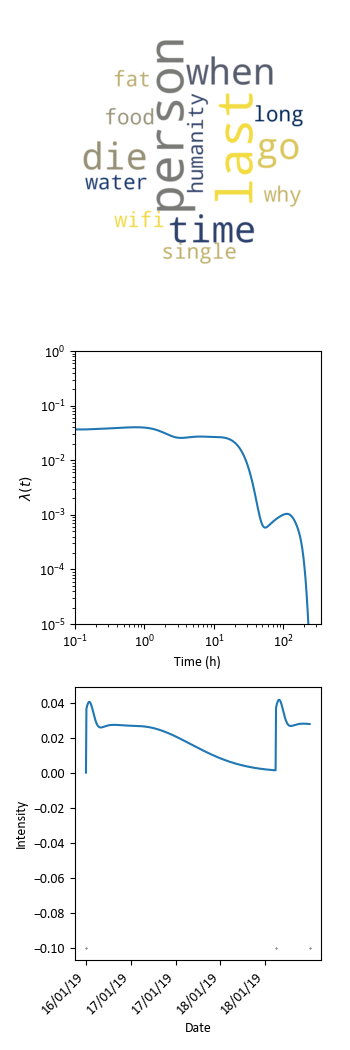 person
when
fat
last
long
food
humanity
go
die
water
why
wifi
time
single
10^0
10^-1
10^-2
10^-3
10^-4
10^-5
λ(t)
10^-1 10^0 10^1 10^2
Time (h)
0.04
0.02
0.00
−0.02
−0.04
−0.06
−0.08
−0.10
Intensity
16/01/19 17/01/19 17/01/19 18/01/19 18/01/19
Date